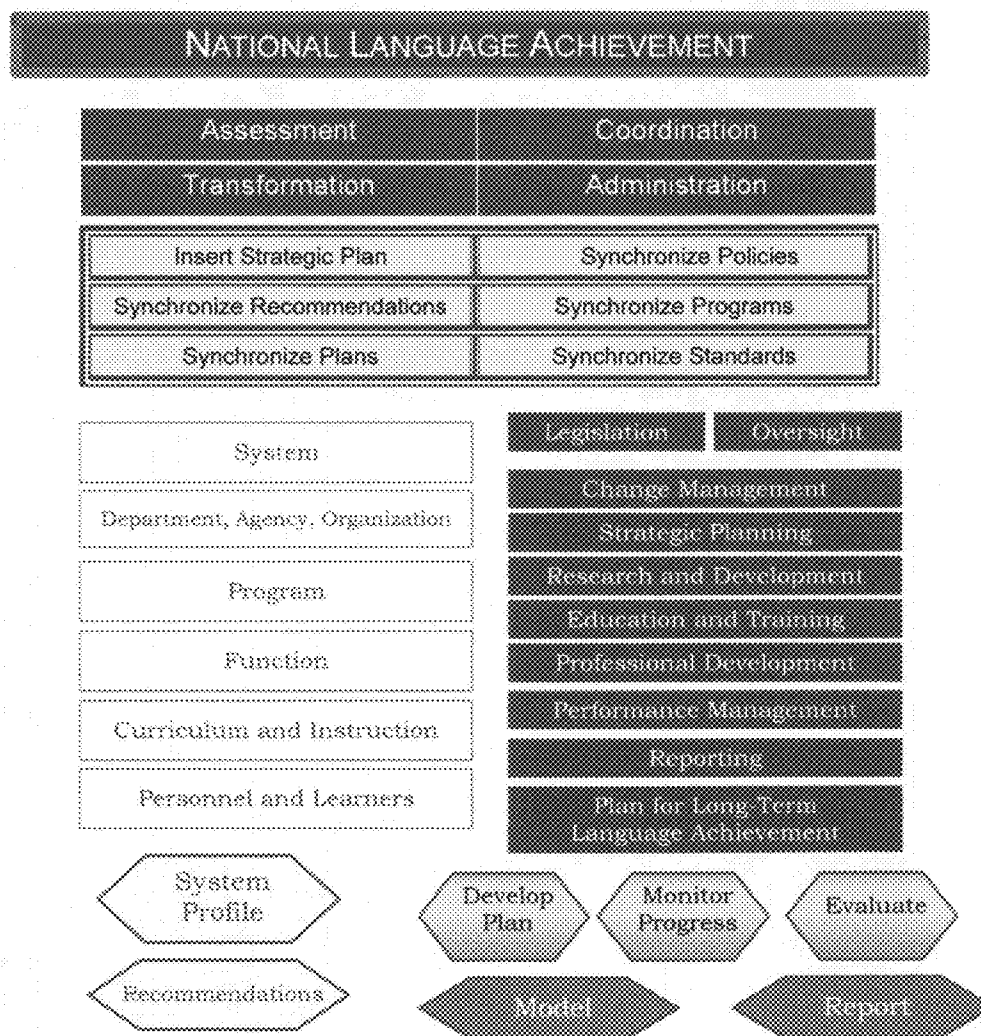 NATIONAL LANGUAGE ACHIEVEMENT
Assessment
Coordination
Transformation
Administration
Insert Strategic Plan
Synchronize Policies
Synchronize Recommendations
Synchronize Programs
Synchronize Plans
Synchronize Standards
System
Department, Agency, Organization
Program
Function
Curriculum and Instruction
Personnel and Learners
Legislation
Oversight
Change Management
Strategic Planning
Research and Development
Education and Training
Professional Development
Performance Management
Reporting
Plan for Long-Term
Language Achievement
System
Profile
Recommendations
Develop
Plan
Monitor
Progress
Evaluate
Model
Report